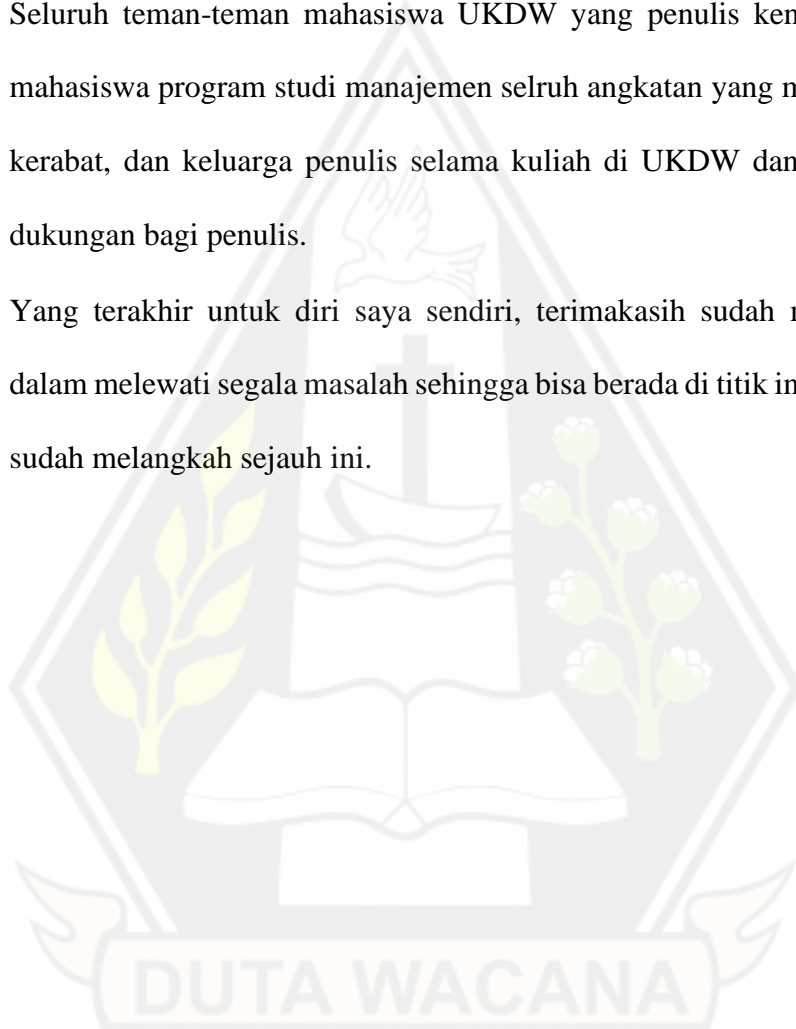 Seluruh teman-teman mahasiswa UKDW yang penulis
mahasiswa program studi manajemen selruh angkatan yang
kerabat, dan keluarga penulis selama kuliah di UKDW dan
dukungan bagi penulis.
Yang terakhir untuk diri saya sendiri, terimakasih sudah
dalam melewati segala masalah sehingga bisa berada di titik
sudah melangkah sejauh ini.
DUTA WACANA